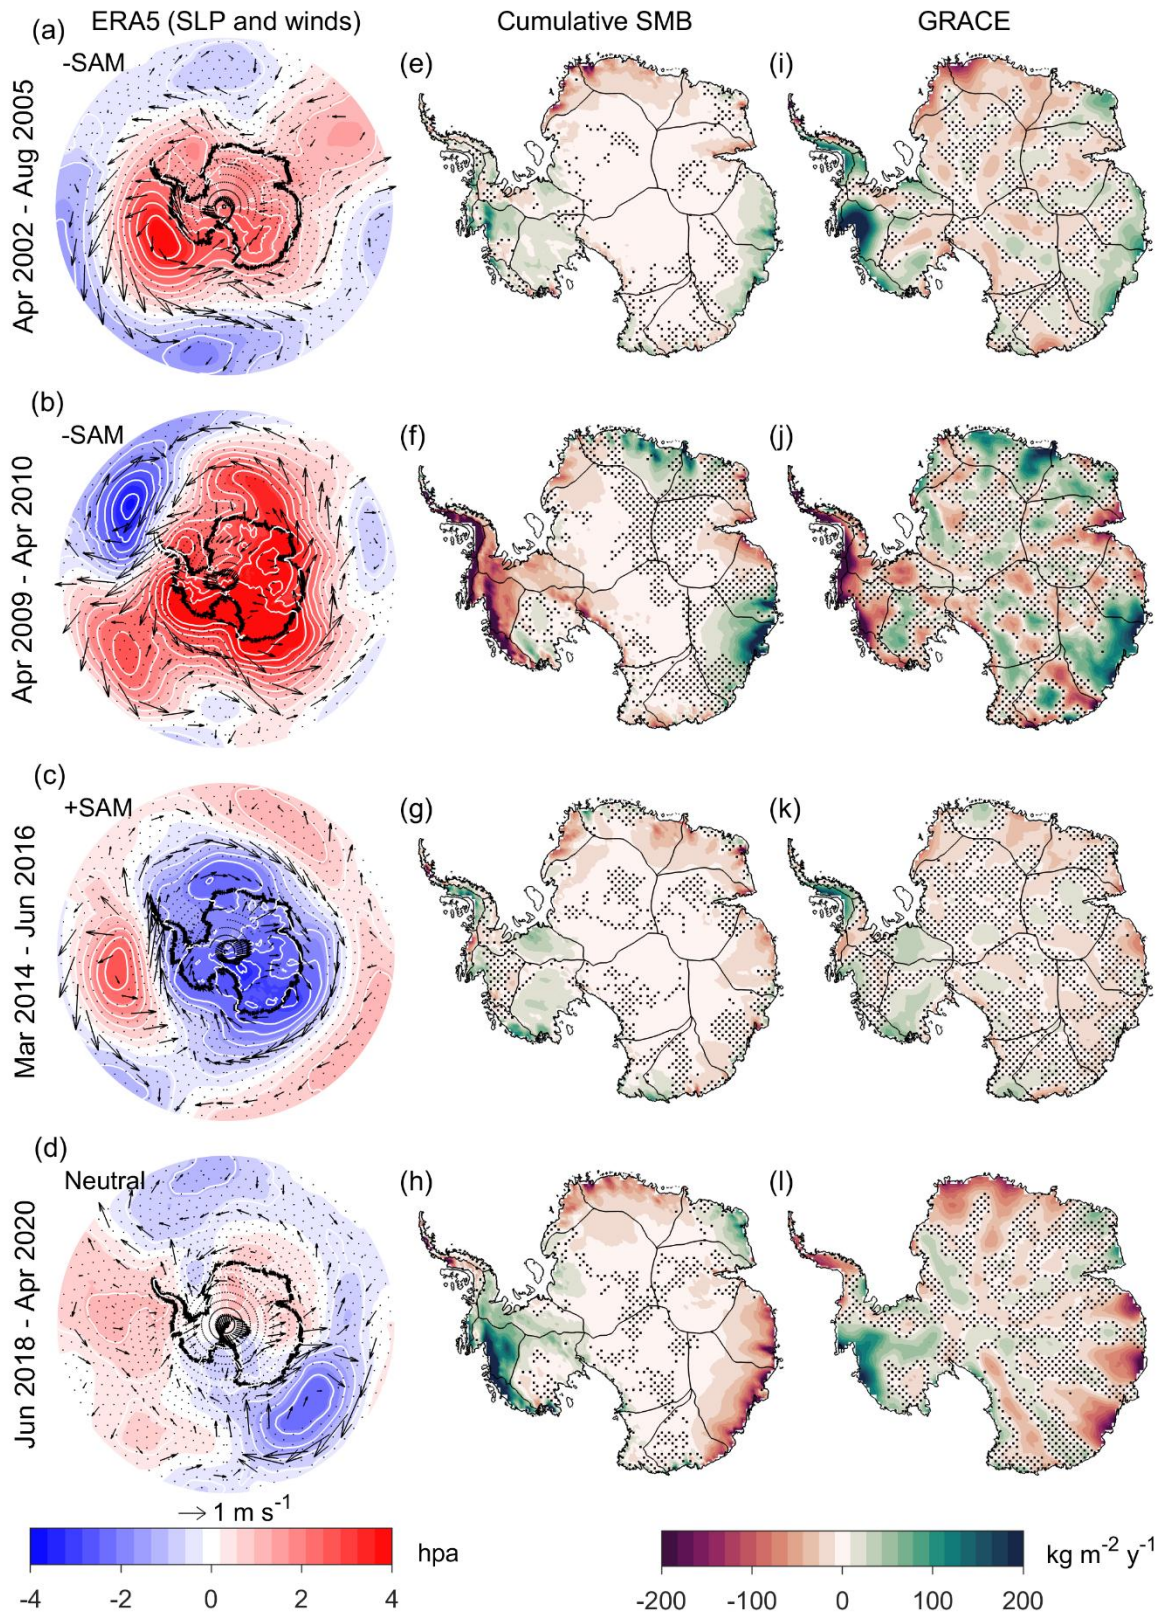 ERA5 (SLP and winds) Cumulative SMB GRACE
(a) (e) (i)
-SAM
Apr 2002 - Aug 2005
(b) (f) (j)
-SAM
Apr 2009 - Apr 2010
(c) (g) (k)
+SAM
Mar 2014 - Jun 2016
(d) (h) (l)
Neutral
Jun 2018 - Apr 2020
1 m s⁻¹
hpa kg m⁻² y⁻¹
-4 -2 0 2 4 -200 -100 0 100 200